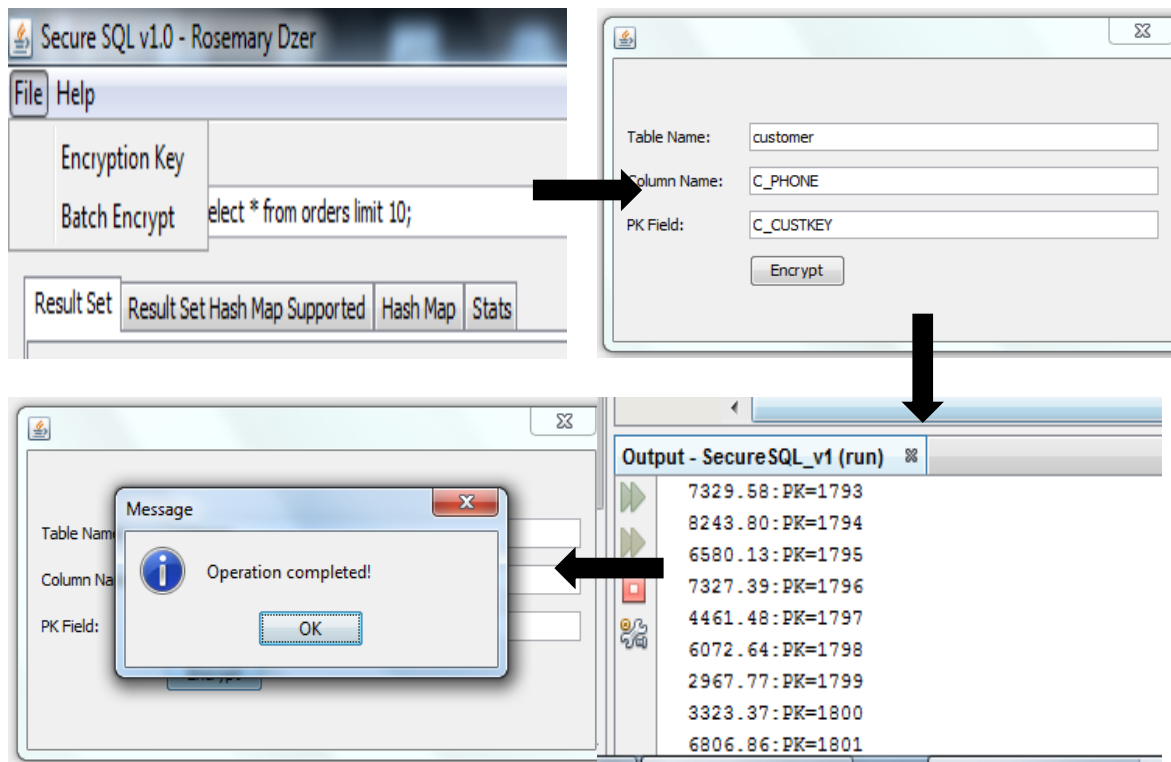 Secure SQL v1.0 - Rosemary Dzer
File Help
Encryption Key
Batch Encrypt
elect * from orders limit 10;
Result Set Result Set Hash Map Supported Hash Map Stats
Table Name: customer
Column Name: C_PHONE
PK Field: C_CUSTKEY
Encrypt
Output - SecureSQL_v1 (run)
7329.58:PK=1793
8243.80:PK=1794
6580.13:PK=1795
7327.39:PK=1796
4461.48:PK=1797
6072.64:PK=1798
2967.77:PK=1799
3323.37:PK=1800
6806.86:PK=1801
Message
Table Nam
Operation completed!
Column Na
PK Field:
OK